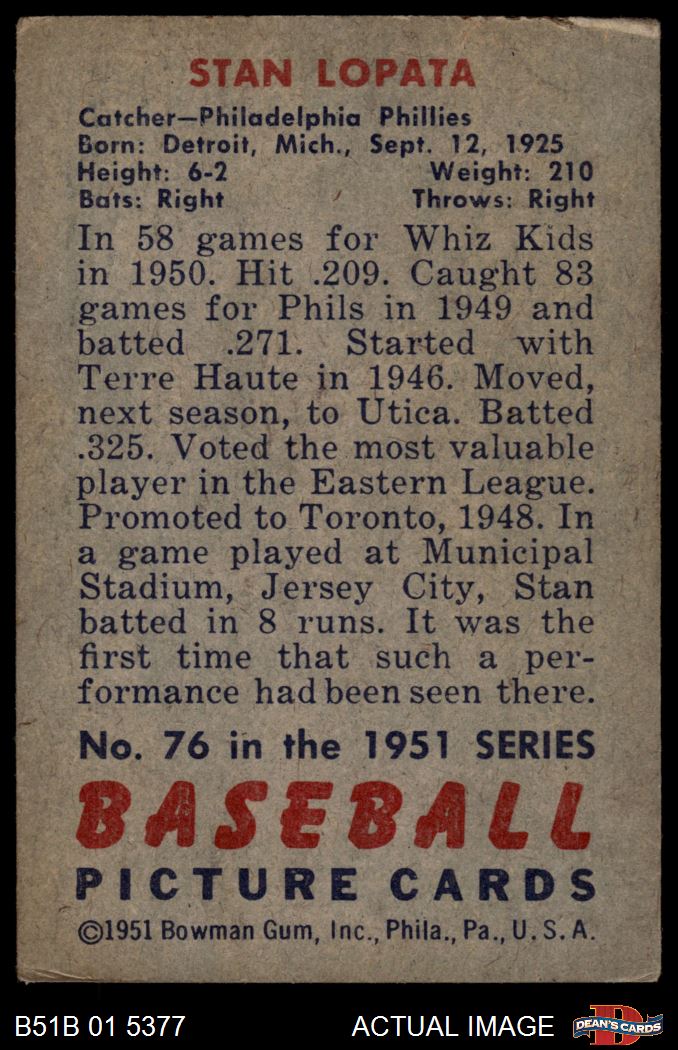 STAN LOPATA
Catcher—Philadelphia Phillies
Born: Detroit, Mich., Sept. 12, 1925
Height: 6-2 Weight: 210
Bats: Right Throws: Right
In 58 games for Whiz Kids
in 1950. Hit .209. Caught 83
games for Phils in 1949 and
batted .271. Started with
Terre Haute in 1946. Moved,
next season, to Utica. Batted
.325. Voted the most valuable
player in the Eastern League.
Promoted to Toronto, 1948. In
a game played at Municipal
Stadium, Jersey City, Stan
batted in 8 runs. It was the
first time that such a per-
formance had been seen there.
No. 76 in the 1951 SERIES
BASEBALL
PICTURE CARDS
©1951 Bowman Gum, Inc., Phila., Pa., U. S. A.
B51B 01 5377 ACTUAL IMAGE D DEAN'S CARDS